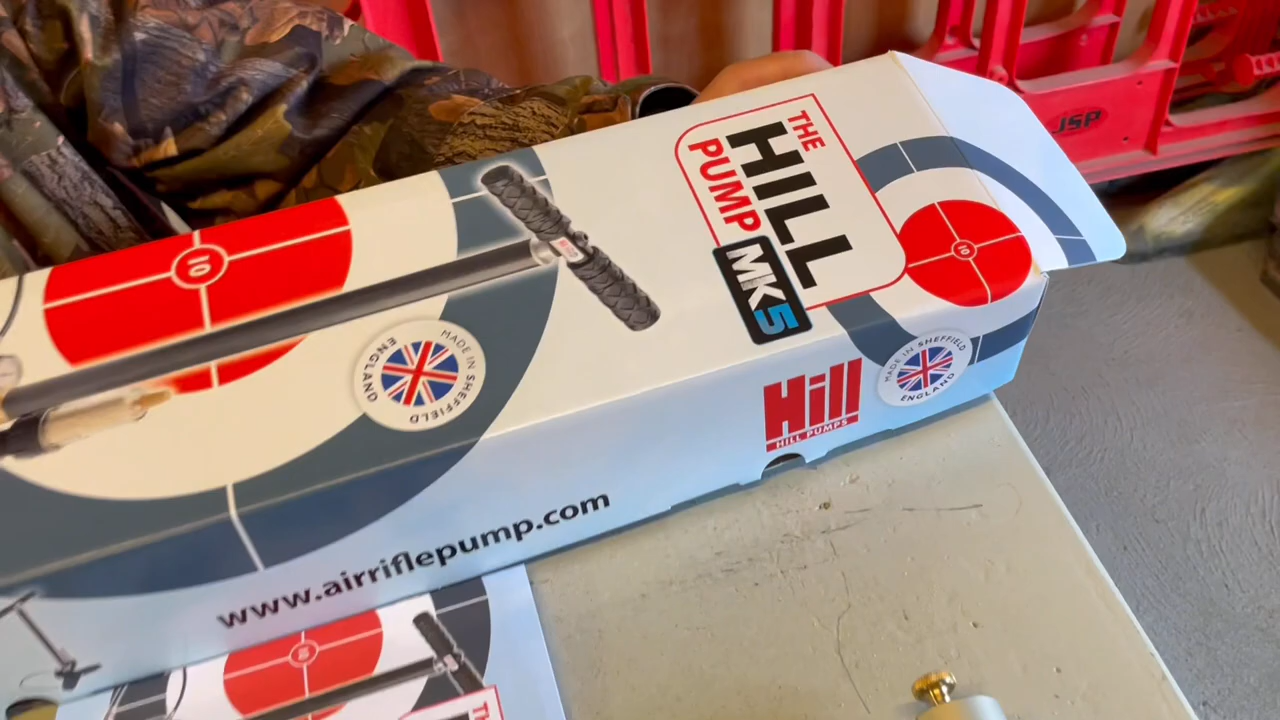 JSP
THE
HILL
PUMP
MK5
10
10
MADE IN SHEFFIELD
ENGLAND
MADE IN SHEFFIELD
ENGLAND
Hill
HILL PUMPS
www.airriflepump.com
10
THE